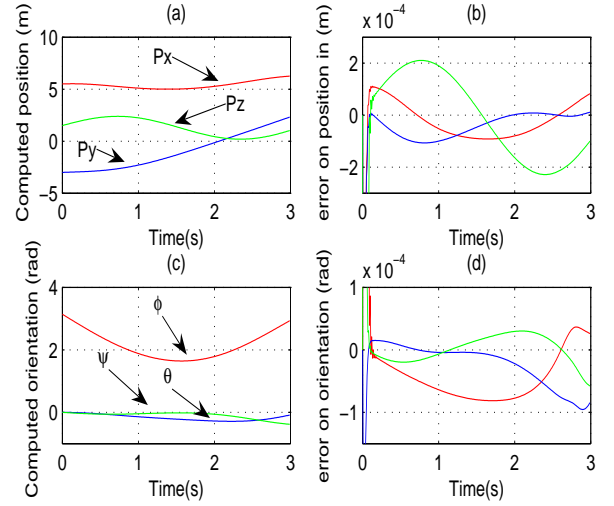 (a)
Computed position (m)
10
5
0
−5
Px
Pz
Py
0 1 2 3
Time(s)
(b)
x 10⁻⁴
error on position in (m)
2
0
−2
0 1 2 3
Time(s)
(c)
Computed orientation (rad)
4
2
0
ϕ
ψ
θ
0 1 2 3
Time(s)
(d)
x 10⁻⁴
error on orientation (rad)
1
0
−1
0 1 2 3
Time(s)